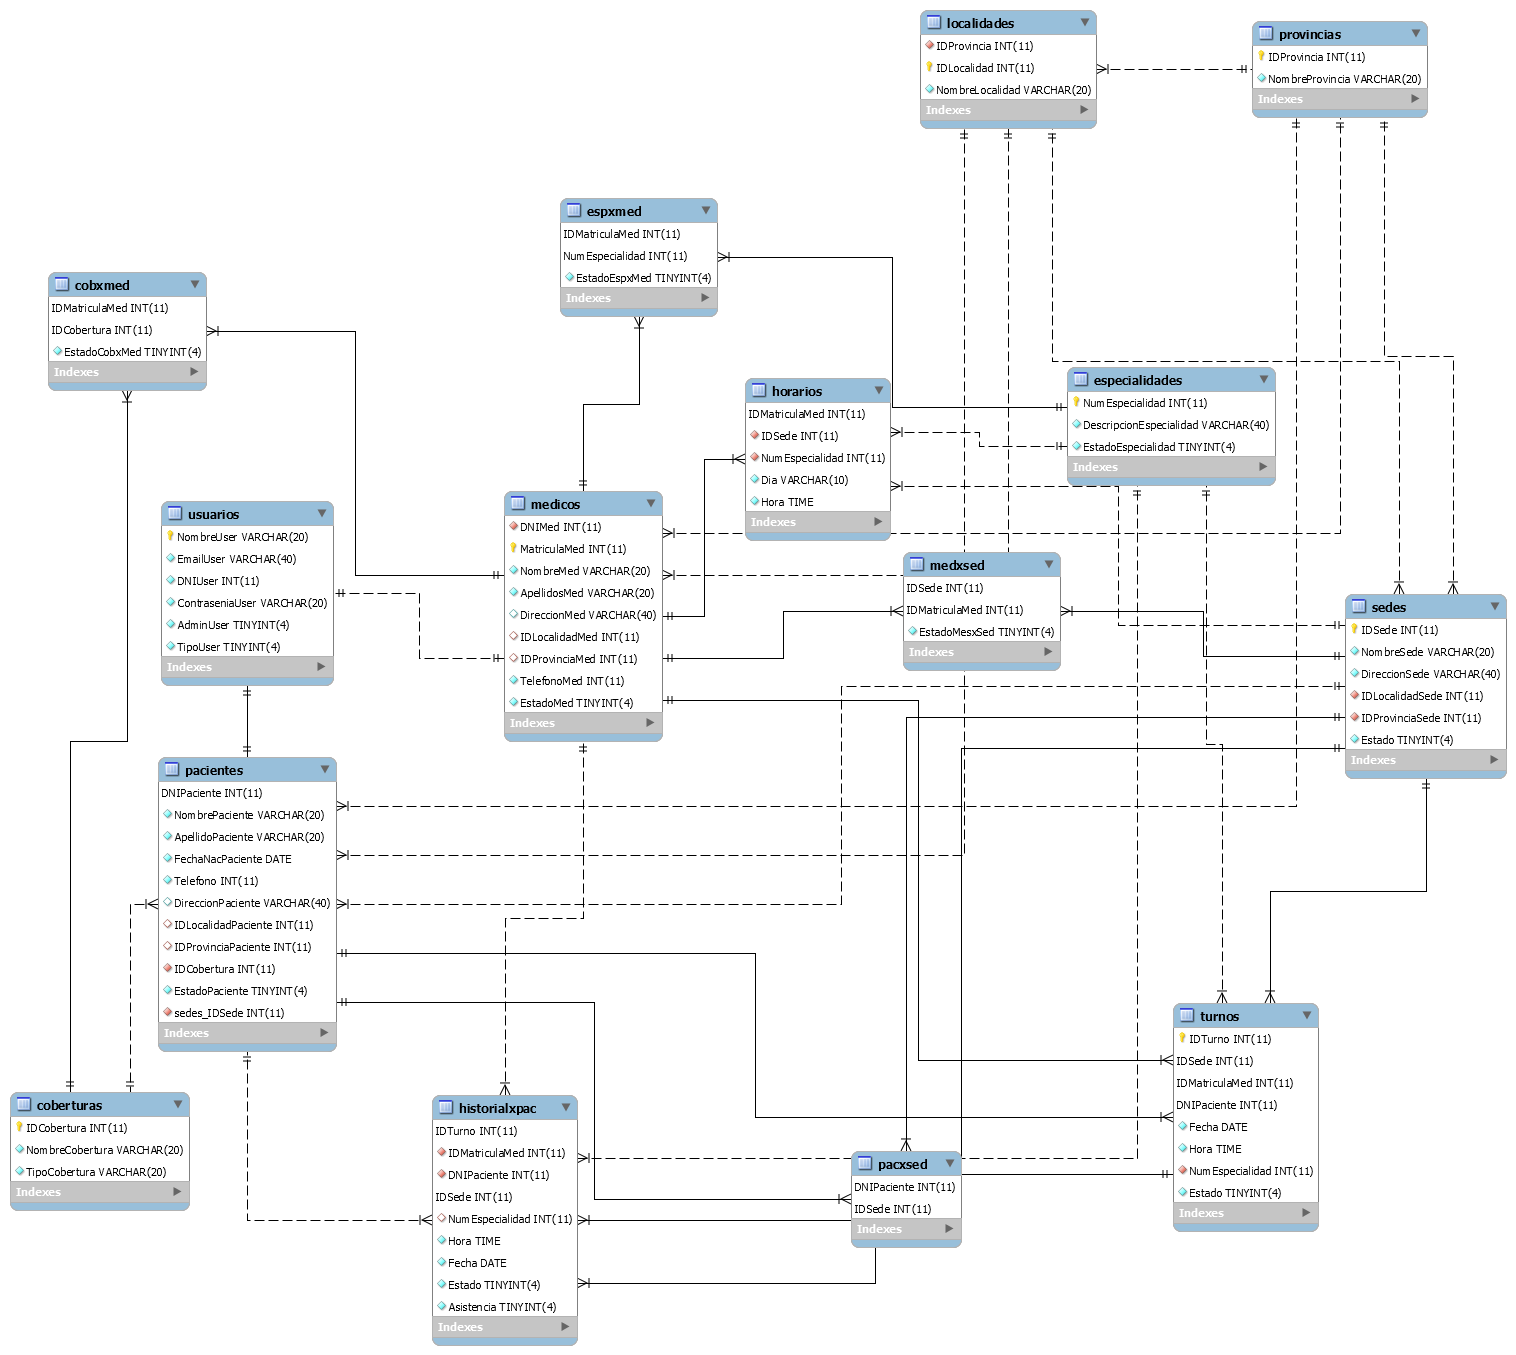 localidades
IDProvincia INT(11)
IDLocalidad INT(11)
NombreLocalidad VARCHAR(20)
Indexes
provincias
IDProvincia INT(11)
NombreProvincia VARCHAR(20)
Indexes
espxmed
IDMatriculaMed INT(11)
NumEspecialidad INT(11)
EstadoEspxMed TINYINT(4)
Indexes
cobxmed
IDMatriculaMed INT(11)
IDCobertura INT(11)
EstadoCobxMed TINYINT(4)
Indexes
horarios
IDMatriculaMed INT(11)
IDSede INT(11)
NumEspecialidad INT(11)
Dia VARCHAR(10)
Hora TIME
Indexes
especialidades
NumEspecialidad INT(11)
DescripcionEspecialidad VARCHAR(40)
EstadoEspecialidad TINYINT(4)
Indexes
usuarios
NombreUser VARCHAR(20)
EmailUser VARCHAR(40)
DNIUser INT(11)
ContraseniaUser VARCHAR(20)
AdminUser TINYINT(4)
TipoUser TINYINT(4)
Indexes
medicos
DNIMed INT(11)
MatriculaMed INT(11)
NombreMed VARCHAR(20)
ApellidosMed VARCHAR(20)
DireccionMed VARCHAR(40)
IDLocalidadMed INT(11)
IDProvinciaMed INT(11)
TelefonoMed INT(11)
EstadoMed TINYINT(4)
Indexes
medxsed
IDSede INT(11)
IDMatriculaMed INT(11)
EstadoMesxSed TINYINT(4)
Indexes
sedes
IDSede INT(11)
NombreSede VARCHAR(20)
DireccionSede VARCHAR(40)
IDLocalidadSede INT(11)
IDProvinciaSede INT(11)
Estado TINYINT(4)
Indexes
pacientes
DNIPaciente INT(11)
NombrePaciente VARCHAR(20)
ApellidoPaciente VARCHAR(20)
FechaNacPaciente DATE
Telefono INT(11)
DireccionPaciente VARCHAR(40)
IDLocalidadPaciente INT(11)
IDProvinciaPaciente INT(11)
IDCobertura INT(11)
EstadoPaciente TINYINT(4)
sedes_IDSede INT(11)
Indexes
coberturas
IDCobertura INT(11)
NombreCobertura VARCHAR(20)
TipoCobertura VARCHAR(20)
Indexes
historialxpac
IDTurno INT(11)
IDMatriculaMed INT(11)
DNIPaciente INT(11)
IDSede INT(11)
NumEspecialidad INT(11)
Hora TIME
Fecha DATE
Estado TINYINT(4)
Asistencia TINYINT(4)
Indexes
pacxsed
DNIPaciente INT(11)
IDSede INT(11)
Indexes
turnos
IDTurno INT(11)
IDSede INT(11)
IDMatriculaMed INT(11)
DNIPaciente INT(11)
Fecha DATE
Hora TIME
NumEspecialidad INT(11)
Estado TINYINT(4)
Indexes